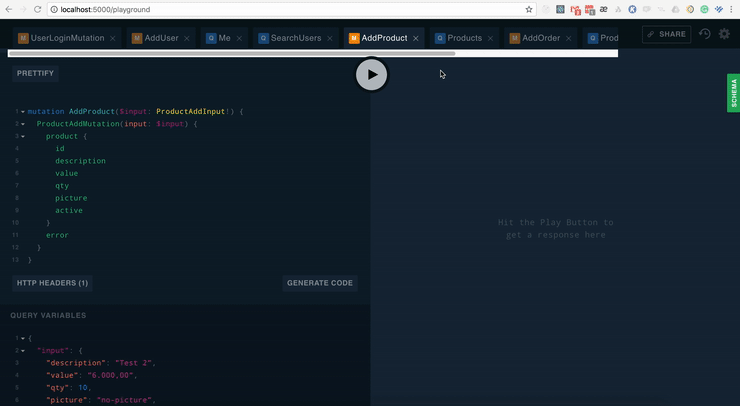 localhost:5000/playground
M UserLoginMutation × M AddUser × Q Me × Q SearchUsers × M AddProduct × Q Products × M AddOrder × Q Prod SHARE
PRETTIFY
SCHEMA
1 mutation AddProduct($input: ProductAddInput!) {
2 ProductAddMutation(input: $input) {
3 product {
4 id
5 description
6 value
7 qty
8 picture
9 active
10 }
11 error
12 }
13 }
Hit the Play Button to
get a response here
HTTP HEADERS (1) GENERATE CODE
QUERY VARIABLES
1 {
2 "input": {
3 "description": "Test 2",
4 "value": "6.000,00",
5 "qty": 10,
6 "picture": "no-picture",